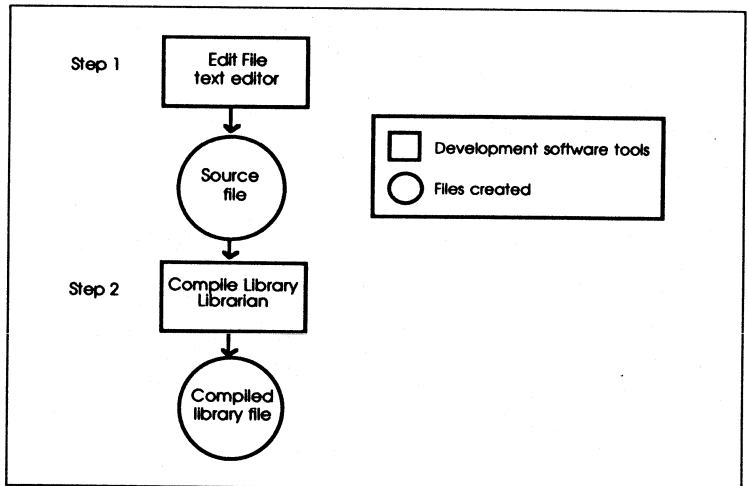 Step 1
Edit File
text editor
Source
file
Development software tools
Files created
Step 2
Compile Library
Librarian
Compiled
library file